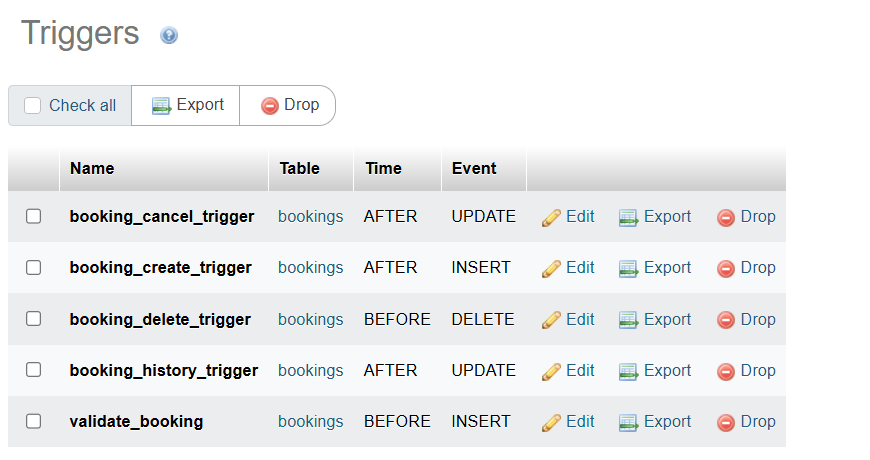 Triggers
Check all Export Drop
Name Table Time Event
booking_cancel_trigger bookings AFTER UPDATE Edit Export Drop
booking_create_trigger bookings AFTER INSERT Edit Export Drop
booking_delete_trigger bookings BEFORE DELETE Edit Export Drop
booking_history_trigger bookings AFTER UPDATE Edit Export Drop
validate_booking bookings BEFORE INSERT Edit Export Drop